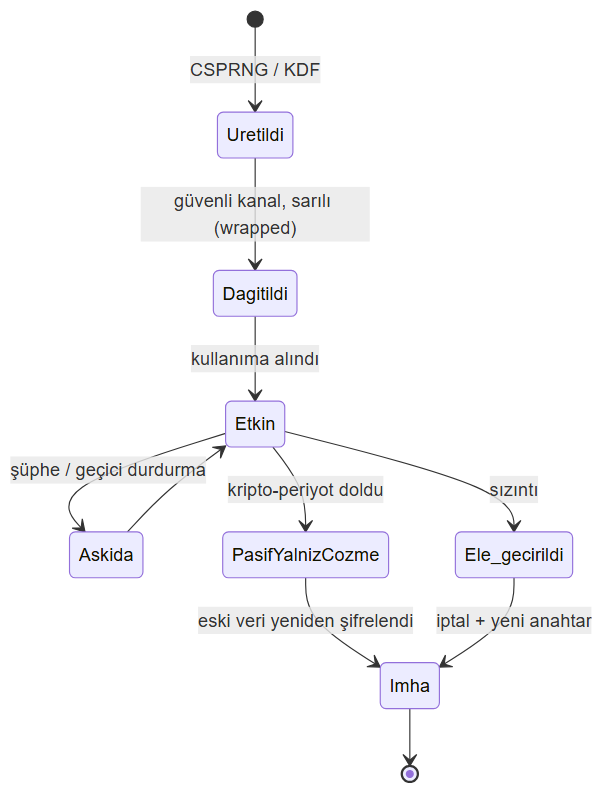 CSPRNG / KDF
Uretildi
güvenli kanal, sarılı
(wrapped)
Dagitildi
kullanıma alındı
Etkin
şüphe / geçici durdurma
kripto-periyot doldu
sızıntı
Askida
PasifYalnizCozme
Ele_gecirildi
eski veri yeniden şifrelendi
iptal + yeni anahtar
Imha